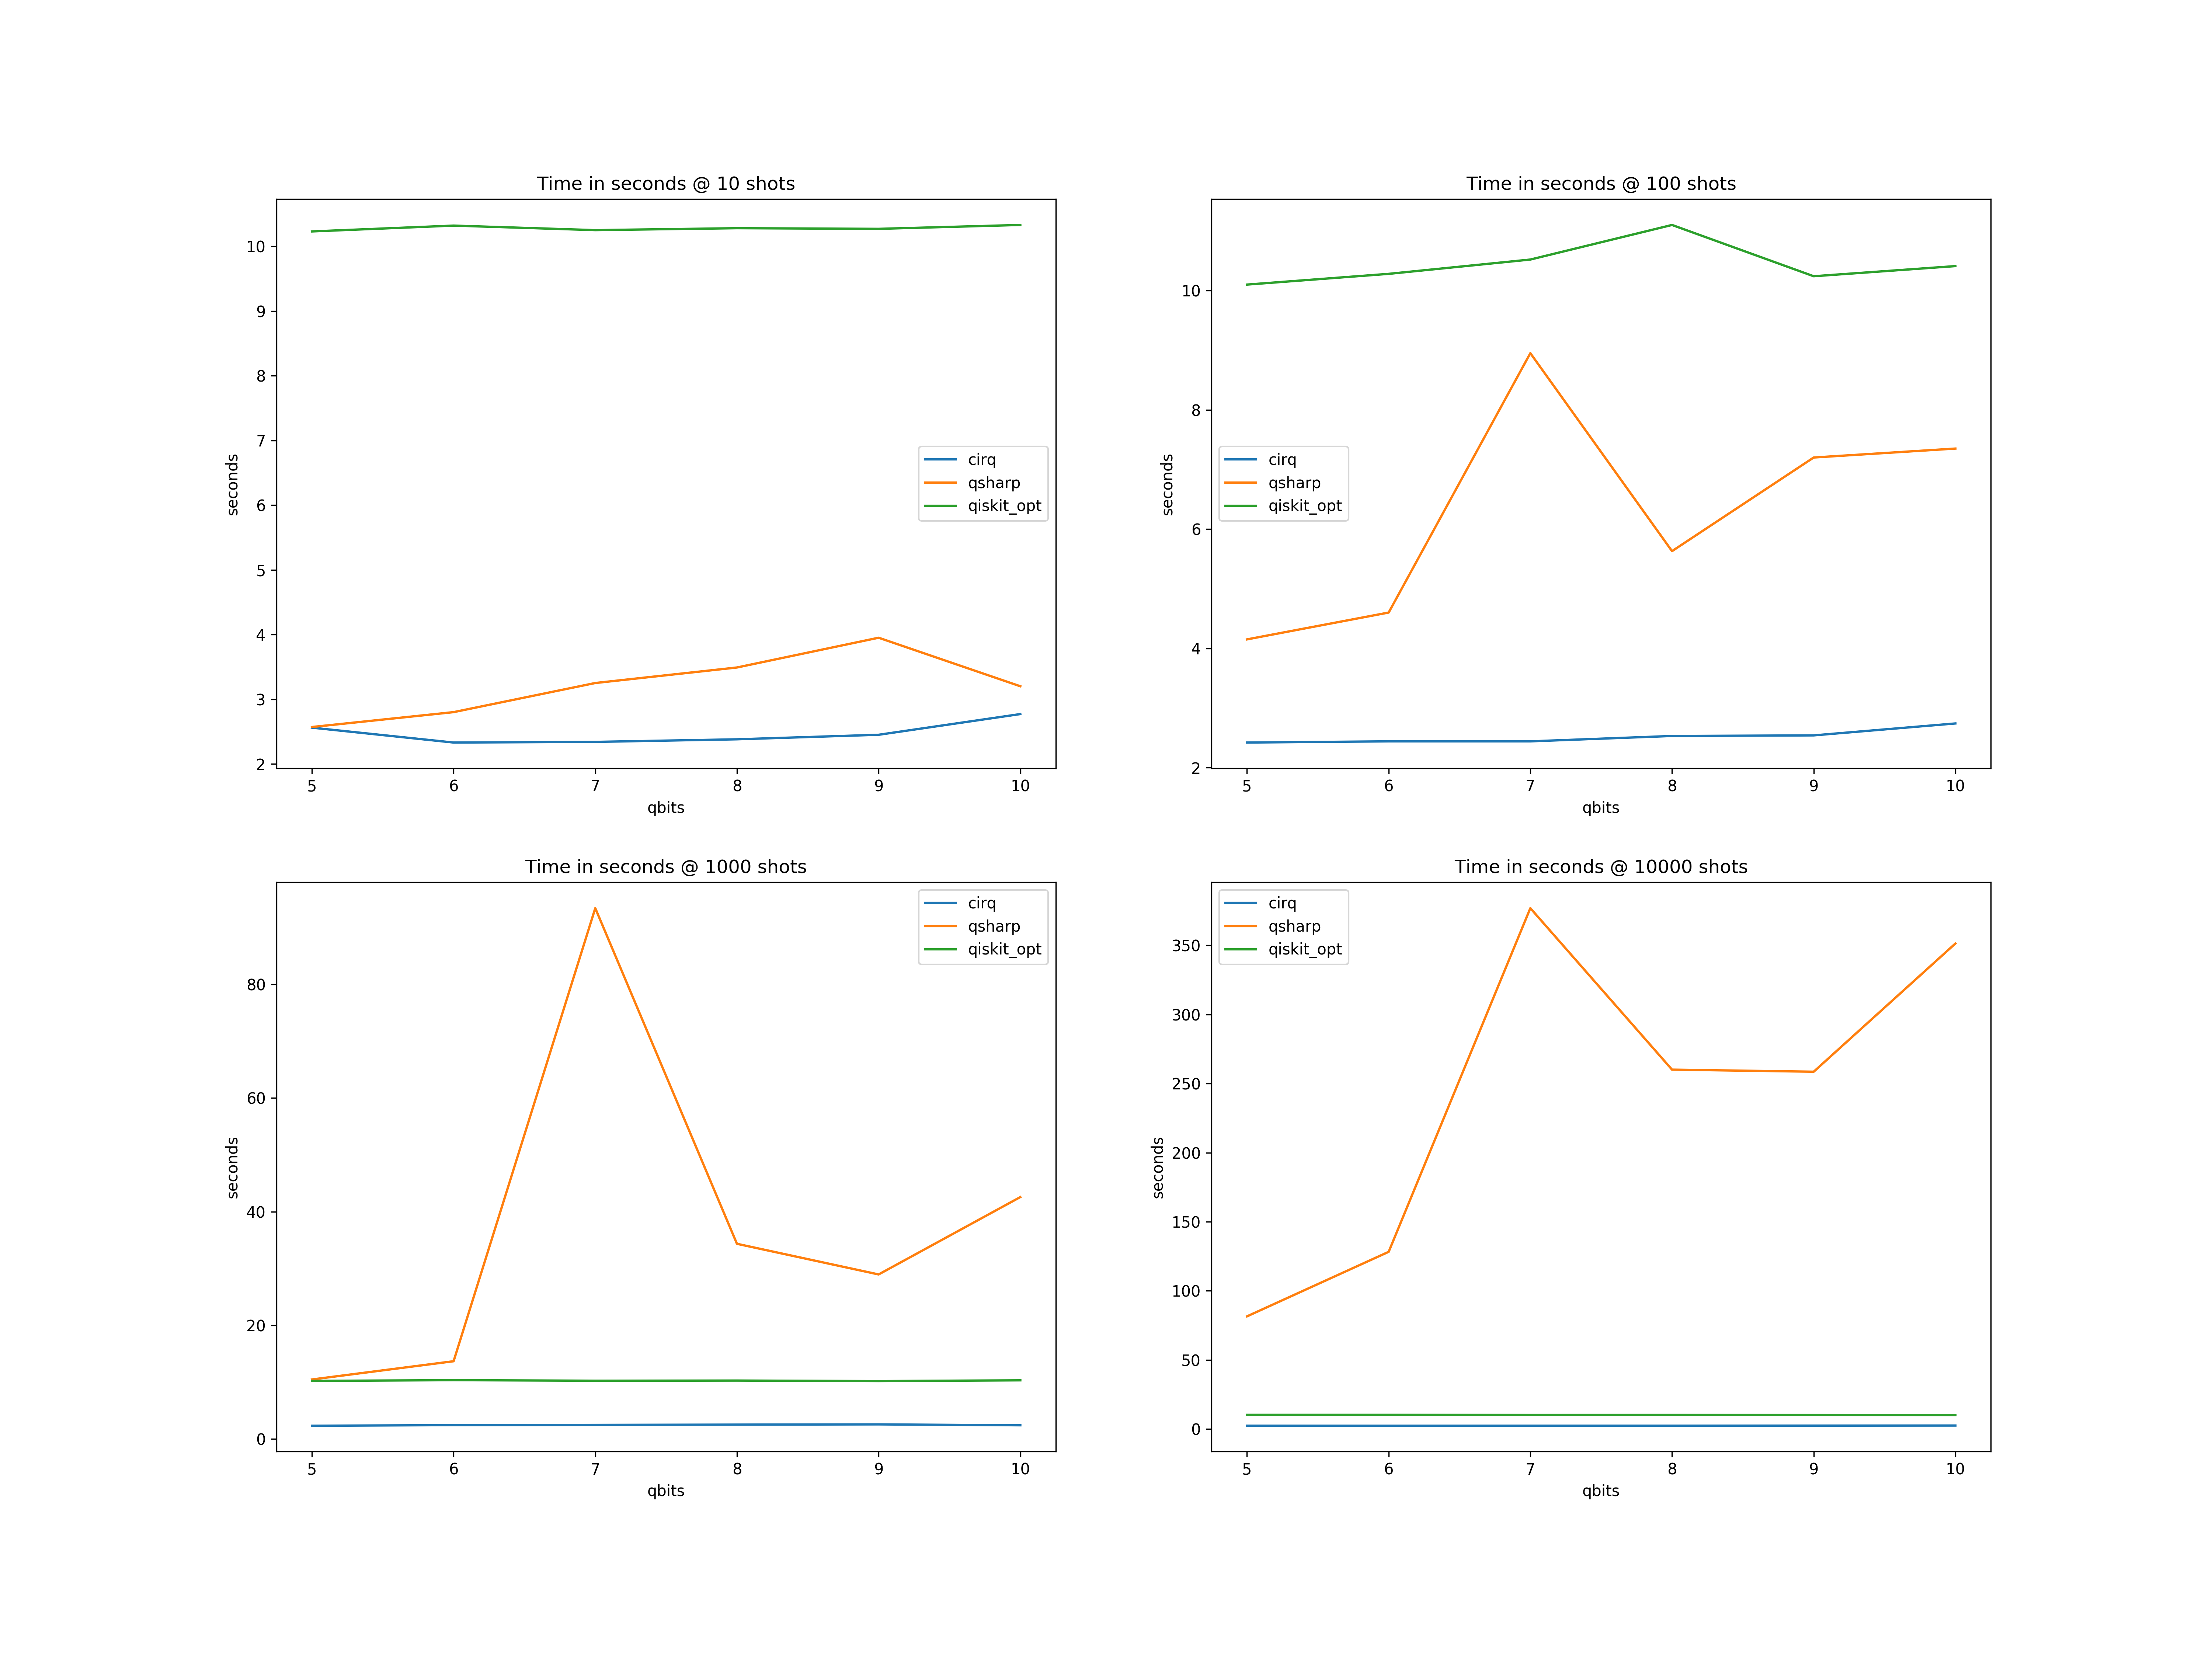 Time in seconds @ 10 shots
10
9
8
7
6
5
4
3
2
seconds
cirq
qsharp
qiskit_opt
5 6 7 8 9 10
qbits
Time in seconds @ 100 shots
10
8
6
4
2
seconds
cirq
qsharp
qiskit_opt
5 6 7 8 9 10
qbits
Time in seconds @ 1000 shots
80
60
40
20
0
seconds
cirq
qsharp
qiskit_opt
5 6 7 8 9 10
qbits
Time in seconds @ 10000 shots
350
300
250
200
150
100
50
0
seconds
cirq
qsharp
qiskit_opt
5 6 7 8 9 10
qbits